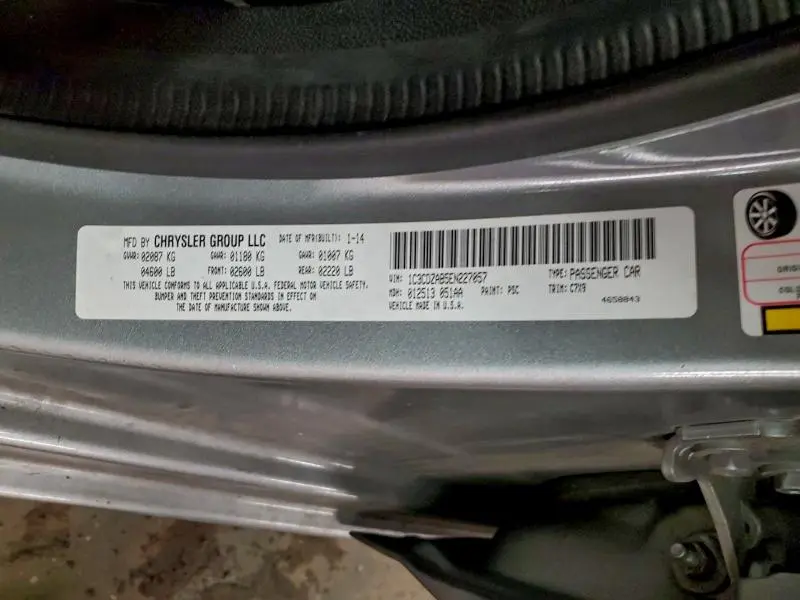 MFD BY CHRYSLER GROUP LLC DATE OF MFR(BUILT): 1-14
GVWR: 02087 KG GAWR: 01180 KG GAWR: 01007 KG
04600 LB FRONT: 02600 LB REAR: 02220 LB
THIS VEHICLE CONFORMS TO ALL APPLICABLE U.S.A. FEDERAL MOTOR VEHICLE SAFETY,
BUMPER AND THEFT PREVENTION STANDARDS IN EFFECT ON
THE DATE OF MANUFACTURE SHOWN ABOVE.
VIN: 1C3CDZAB5EN227057 TYPE: PASSENGER CAR
MDH: 012513 051AA PAINT: PSC TRIM: C7X9
VEHICLE MADE IN U.S.A. 4658843